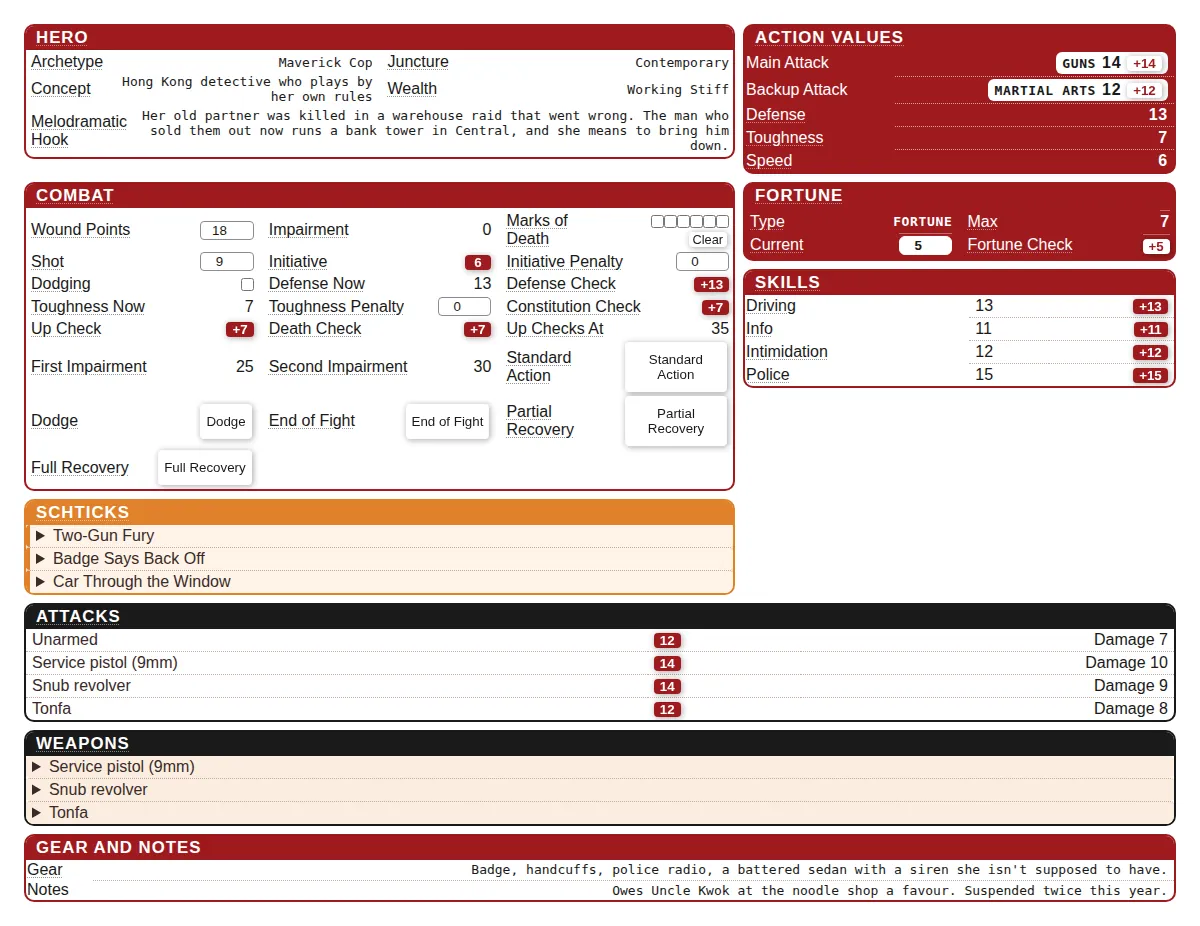 HERO
Archetype Maverick Cop Juncture Contemporary
Concept Hong Kong detective who plays by her own rules Wealth Working Stiff
Melodramatic Hook Her old partner was killed in a warehouse raid that went wrong. The man who sold them out now runs a bank tower in Central, and she means to bring him down.
ACTION VALUES
Main Attack GUNS 14 +14
Backup Attack MARTIAL ARTS 12 +12
Defense 13
Toughness 7
Speed 6
COMBAT
Wound Points 18 Impairment 0 Marks of Death Clear
Shot 9 Initiative 6 Initiative Penalty 0
Dodging Defense Now 13 Defense Check +13
Toughness Now 7 Toughness Penalty 0 Constitution Check +7
Up Check +7 Death Check +7 Up Checks At 35
First Impairment 25 Second Impairment 30 Standard Action Standard Action
Dodge Dodge End of Fight End of Fight Partial Recovery Partial Recovery
Full Recovery Full Recovery
FORTUNE
Type FORTUNE Max 7
Current 5 Fortune Check +5
SKILLS
Driving 13 +13
Info 11 +11
Intimidation 12 +12
Police 15 +15
SCHTICKS
Two-Gun Fury
Badge Says Back Off
Car Through the Window
ATTACKS
Unarmed 12 Damage 7
Service pistol (9mm) 14 Damage 10
Snub revolver 14 Damage 9
Tonfa 12 Damage 8
WEAPONS
Service pistol (9mm)
Snub revolver
Tonfa
GEAR AND NOTES
Gear Badge, handcuffs, police radio, a battered sedan with a siren she isn't supposed to have.
Notes Owes Uncle Kwok at the noodle shop a favour. Suspended twice this year.